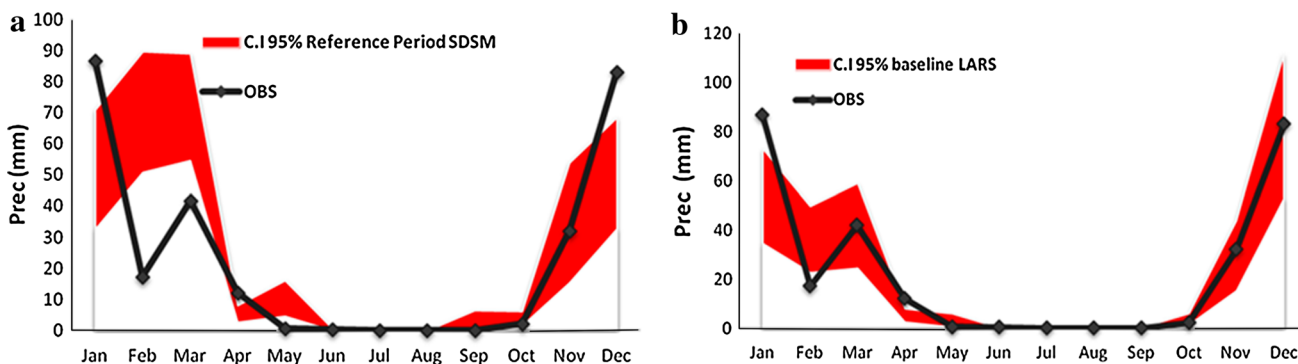 a
C.I 95% Reference Period SDSM
OBS
Prec (mm)
100
90
80
70
60
50
40
30
20
10
0
Jan Feb Mar Apr May Jun Jul Aug Sep Oct Nov Dec
b
C.I 95% baseline LARS
OBS
Prec (mm)
120
100
80
60
40
20
0
Jan Feb Mar Apr May Jun Jul Aug Sep Oct Nov Dec